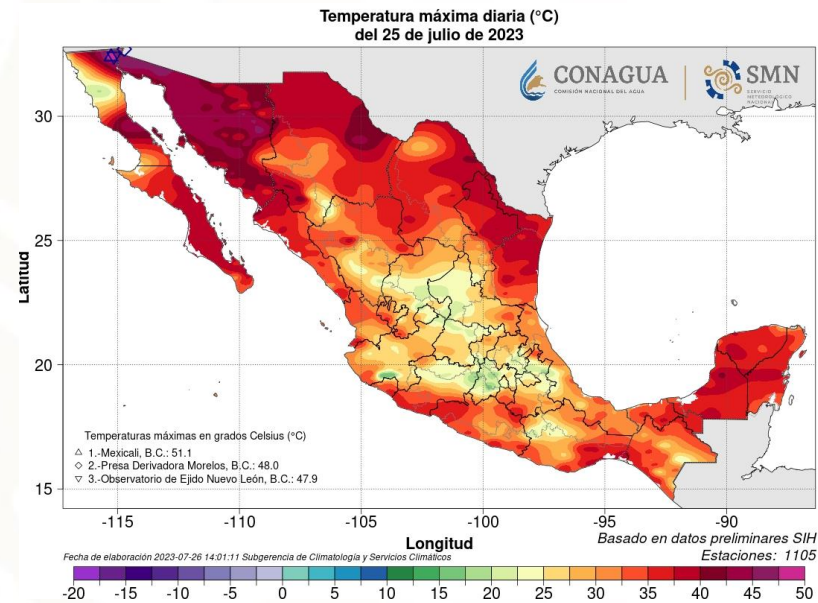 Temperatura máxima diaria (°C)
del 25 de julio de 2023
CONAGUA
COMISIÓN NACIONAL DEL AGUA
SMN
SERVICIO
METEOROLÓGICO
NACIONAL
Latitud
30
25
20
15
Temperaturas máximas en grados Celsius (°C)
1.-Mexicali, B.C.: 51.1
2.-Presa Derivadora Morelos, B.C.: 48.0
3.-Observatorio de Ejido Nuevo León, B.C.: 47.9
-115 -110 -105 -100 -95 -90
Longitud
Basado en datos preliminares SIH
Fecha de elaboración 2023-07-26 14:01:11 Subgerencia de Climatología y Servicios Climáticos
Estaciones: 1105
-20 -15 -10 -5 0 5 10 15 20 25 30 35 40 45 50